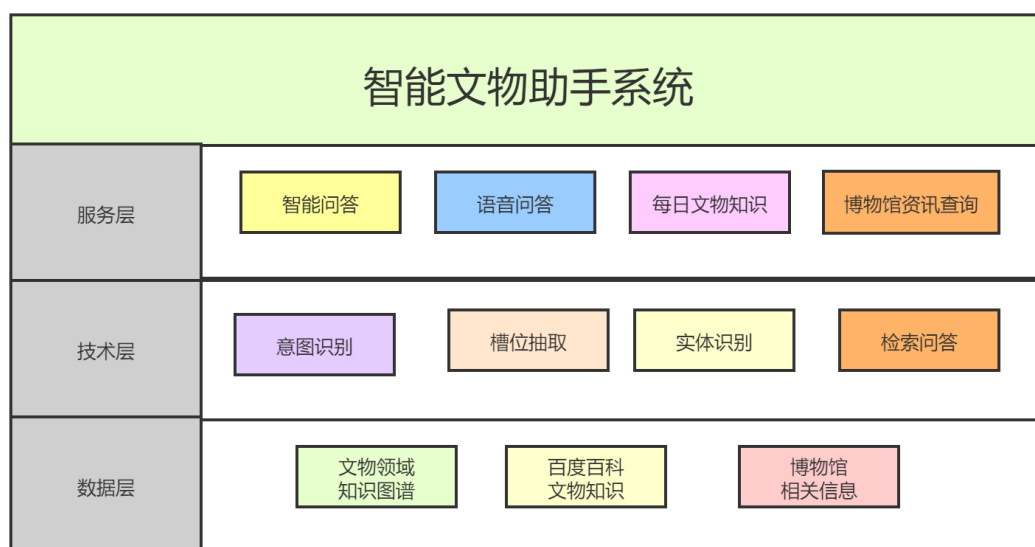 智能文物助手系统
服务层
智能问答
语音问答
每日文物知识
博物馆资讯查询
技术层
意图识别
槽位抽取
实体识别
检索问答
数据层
文物领域
知识图谱
百度百科
文物知识
博物馆
相关信息